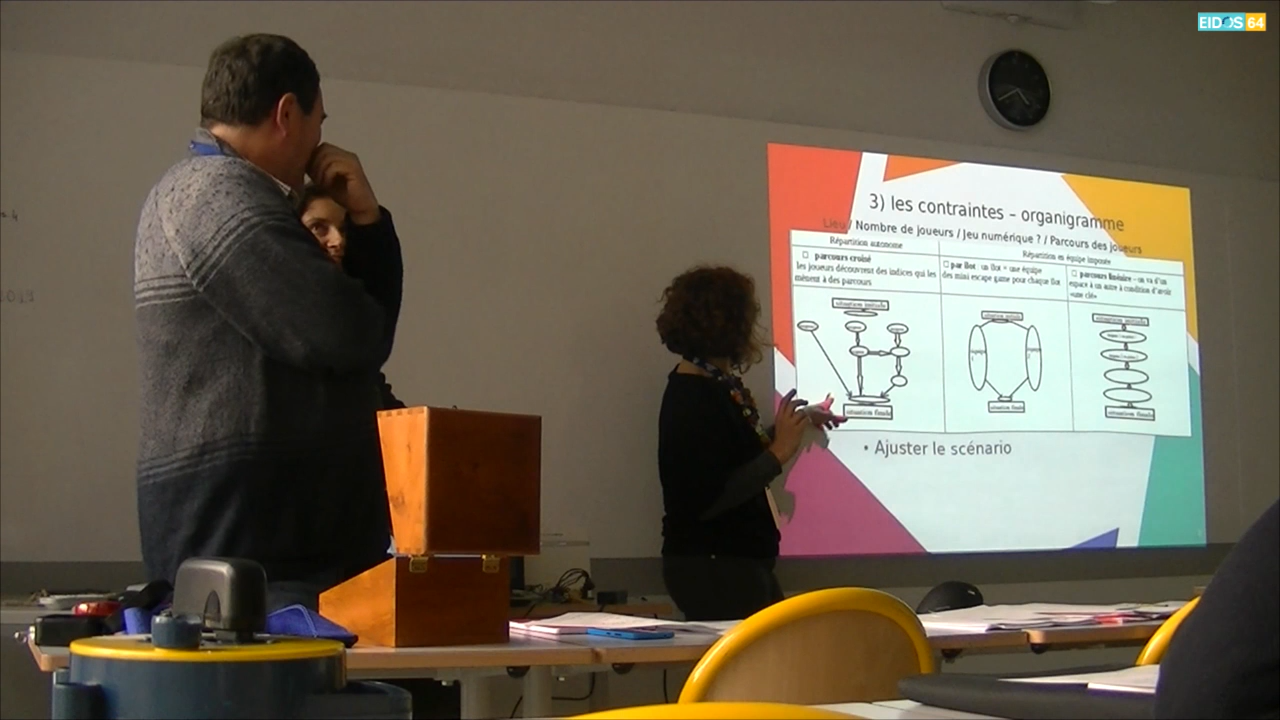 EIDOS 64
3) les contraintes – organigramme
Lieu / Nombre de joueurs / Jeu numérique ? / Parcours des joueurs
Répartition autonome
Répartition en équipe imposée
parcours croisé
les joueurs découvrent des indices qui les
mènent à des parcours
par îlot : un îlot = une équipe
des mini escape game pour chaque îlot
parcours linéaire – on va d'un
espace à un autre à condition d'avoir
«une clé»
situation initiale
situation initiale
situation initiale
situation finale
situation finale
situation finale
• Ajuster le scénario